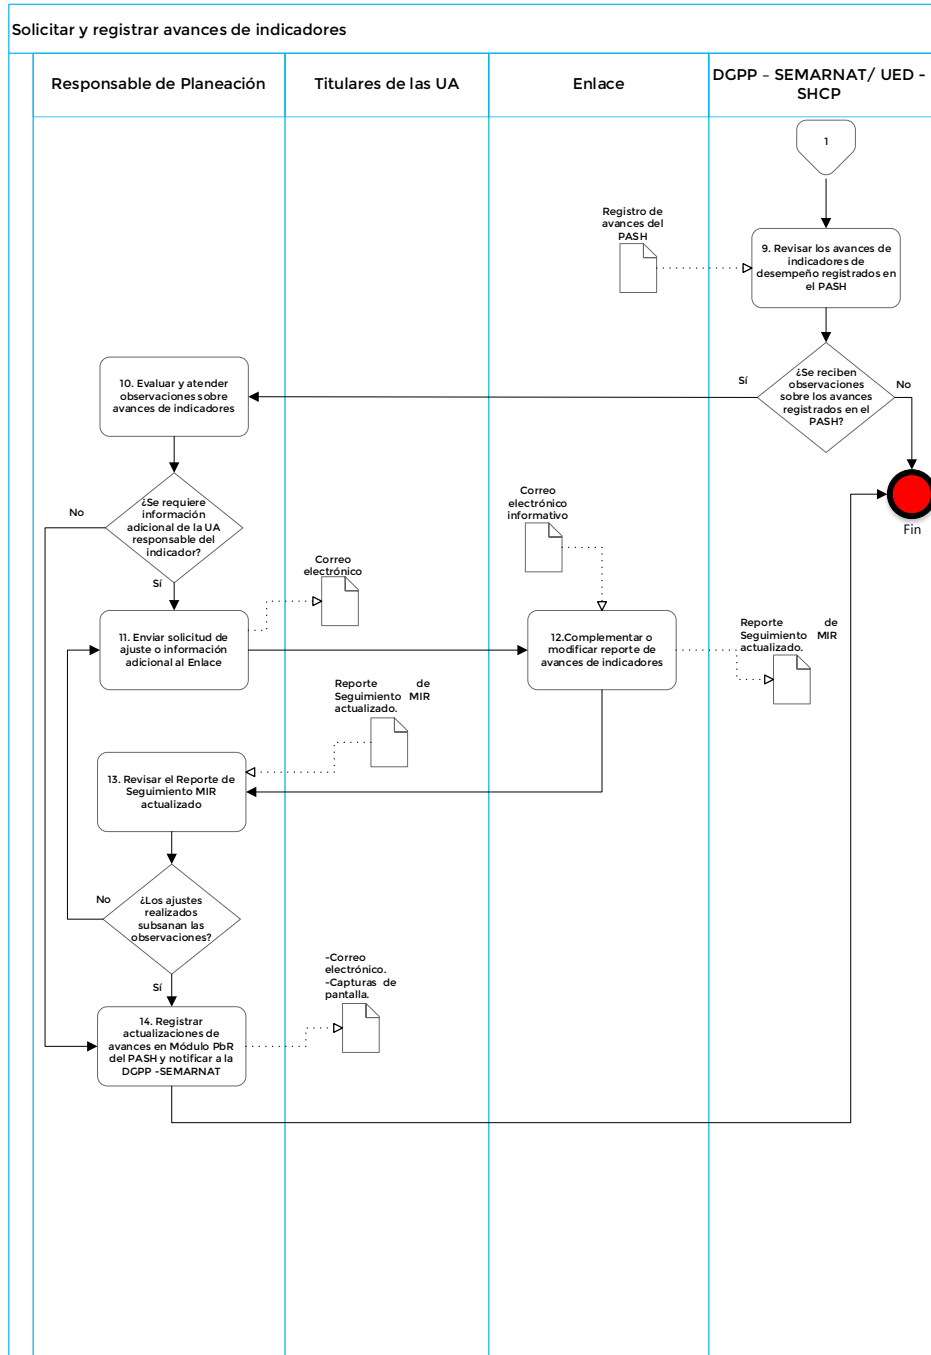 Solicitar y registrar avances de indicadores
Responsable de Planeación
Titulares de las UA
Enlace
DGPP – SEMARNAT/ UED -
SHCP
1
Registro de
avances del
PASH
9. Revisar los avances de
indicadores de
desempeño registrados en
el PASH
¿Se reciben
observaciones
sobre los avances
registrados en el
PASH?
Sí
No
10. Evaluar y atender
observaciones sobre
avances de indicadores
Fin
¿Se requiere
información
adicional de la UA
responsable del
indicador?
No
Sí
Correo
electrónico
Correo
electrónico
informativo
11. Enviar solicitud de
ajuste o información
adicional al Enlace
12.Complementar o
modificar reporte de
avances de indicadores
Reporte de
Seguimiento MIR
actualizado.
Reporte de
Seguimiento MIR
actualizado.
13. Revisar el Reporte de
Seguimiento MIR
actualizado
¿Los ajustes
realizados
subsanan las
observaciones?
No
Sí
-Correo
electrónico.
-Capturas de
pantalla.
14. Registrar
actualizaciones de
avances en Módulo PbR
del PASH y notificar a la
DGPP -SEMARNAT